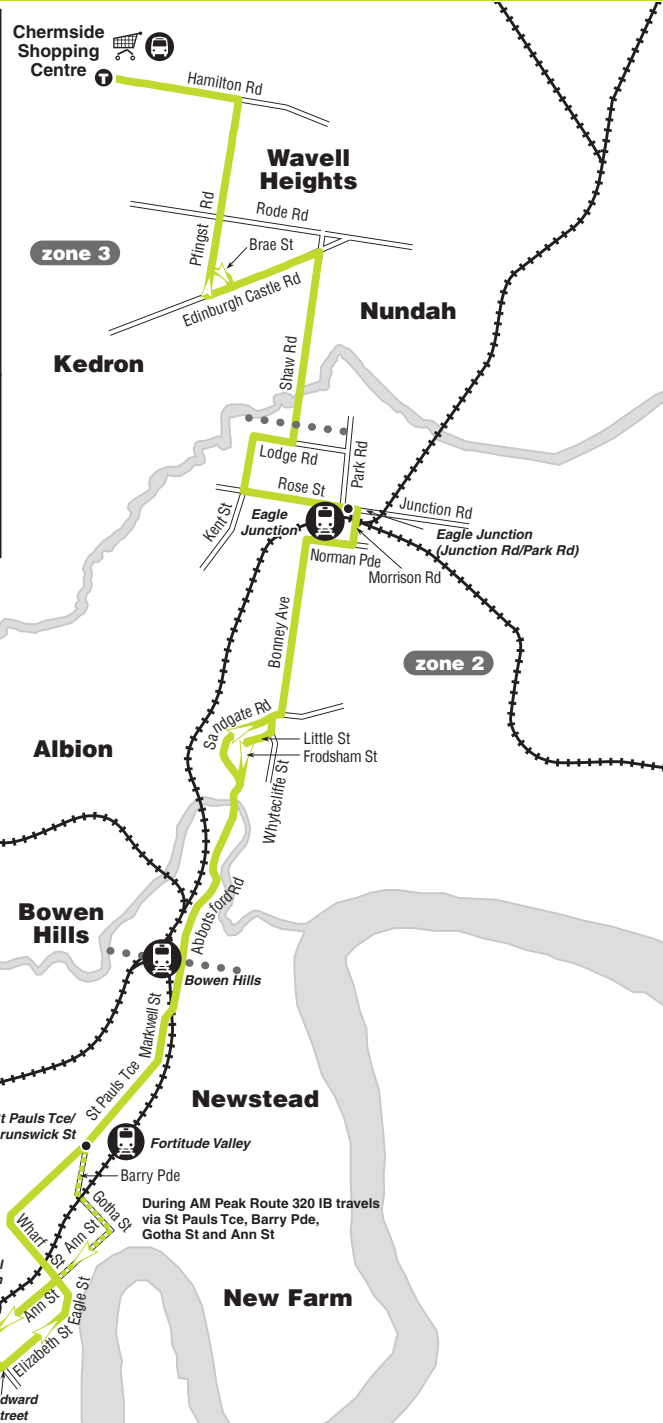 Chermside
Shopping
Centre
T
Hamilton Rd
Wavell
Heights
Rode Rd
Pfingst Rd
Brae St
zone 3
Edinburgh Castle Rd
Nundah
Kedron
Shaw Rd
Lodge Rd
Park Rd
Rose St
Kent St
Junction Rd
Eagle
Junction
Eagle Junction
(Junction Rd/Park Rd)
Norman Pde
Morrison Rd
Bonney Ave
zone 2
Sandgate Rd
Little St
Frodsham St
Albion
Whytecliffe St
Abbotsford Rd
Bowen
Hills
Bowen Hills
Markwell St
St Pauls Tce
Newstead
t Pauls Tce/
runswick St
Fortitude Valley
Barry Pde
Gotha St
During AM Peak Route 320 IB travels
via St Pauls Tce, Barry Pde,
Gotha St and Ann St
Wharf St
Ann St
Ann St
Eagle St
Elizabeth St
New Farm
dward
treet